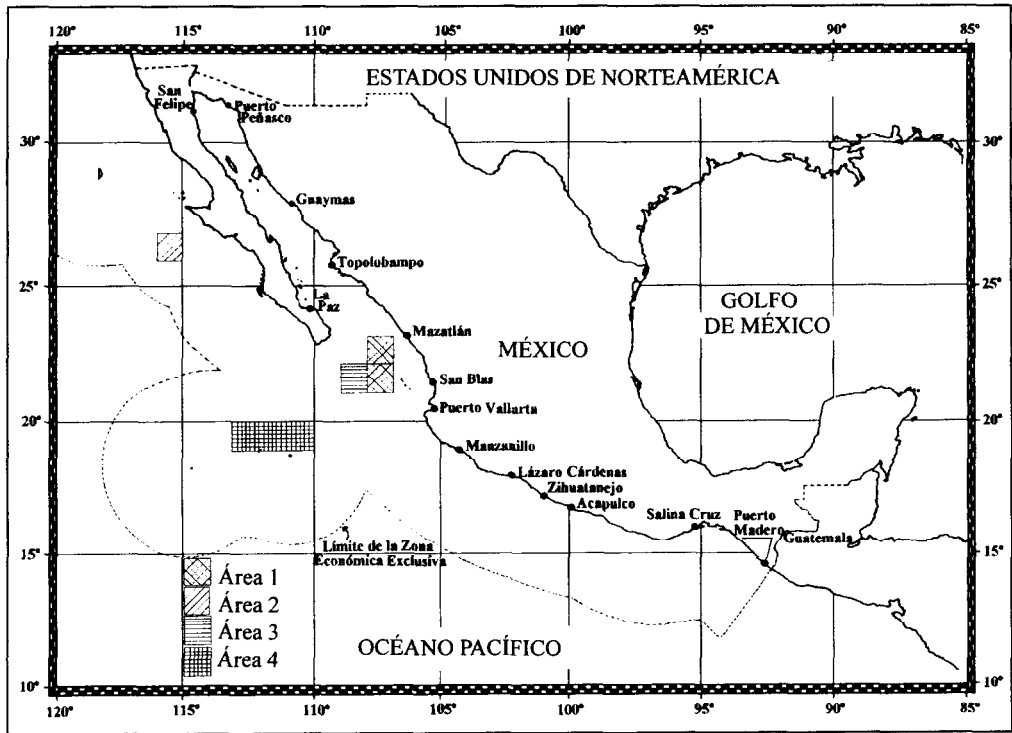 120° 115° 110° 105° 100° 95° 90° 85°
ESTADOS UNIDOS DE NORTEAMÉRICA
San
Felipe
Puerto
Peñasco
30° 30°
Guaymas
Topolobampo
25° 25°
La
Paz
GOLFO
DE MÉXICO
Mazatlán
MÉXICO
San Blas
Puerto Vallarta
20° 20°
Manzanillo
Lázaro Cárdenas
Zihuatanejo
Acapulco
Salina Cruz
Puerto
Madero
Guatemala
Límite de la Zona
Económica Exclusiva
15° 15°
Área 1
Área 2
Área 3
Área 4
OCÉANO PACÍFICO
10° 10°
120° 115° 110° 105° 100° 95° 90° 85°